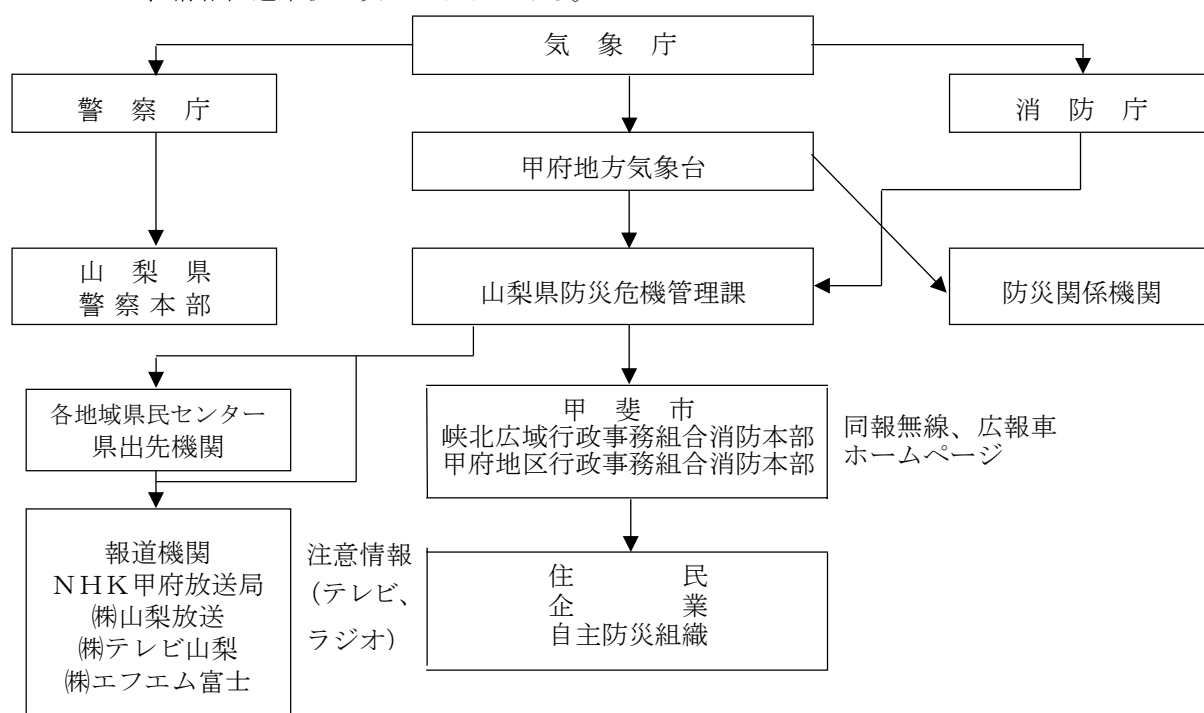 気象庁
警察庁
消防庁
甲府地方気象台
山梨県
警察本部
山梨県防災危機管理課
防災関係機関
各地域県民センター
県出先機関
甲斐市
峡北広域行政事務組合消防本部
甲府地区行政事務組合消防本部
同報無線、広報車
ホームページ
報道機関
ＮＨＫ甲府放送局
㈱山梨放送
㈱テレビ山梨
㈱エフエム富士
注意情報
（テレビ、
ラジオ）
住民
企業
自主防災組織